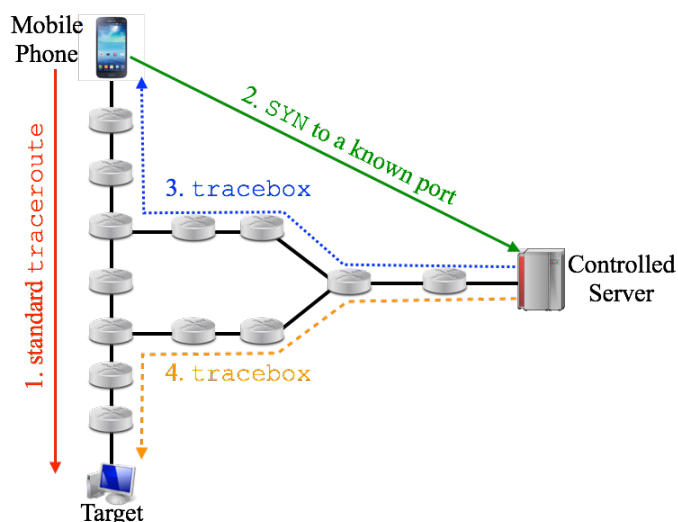 Mobile
Phone
1. standard traceroute
2. SYN to a known port
3. tracebox
Controlled
Server
4. tracebox
Target